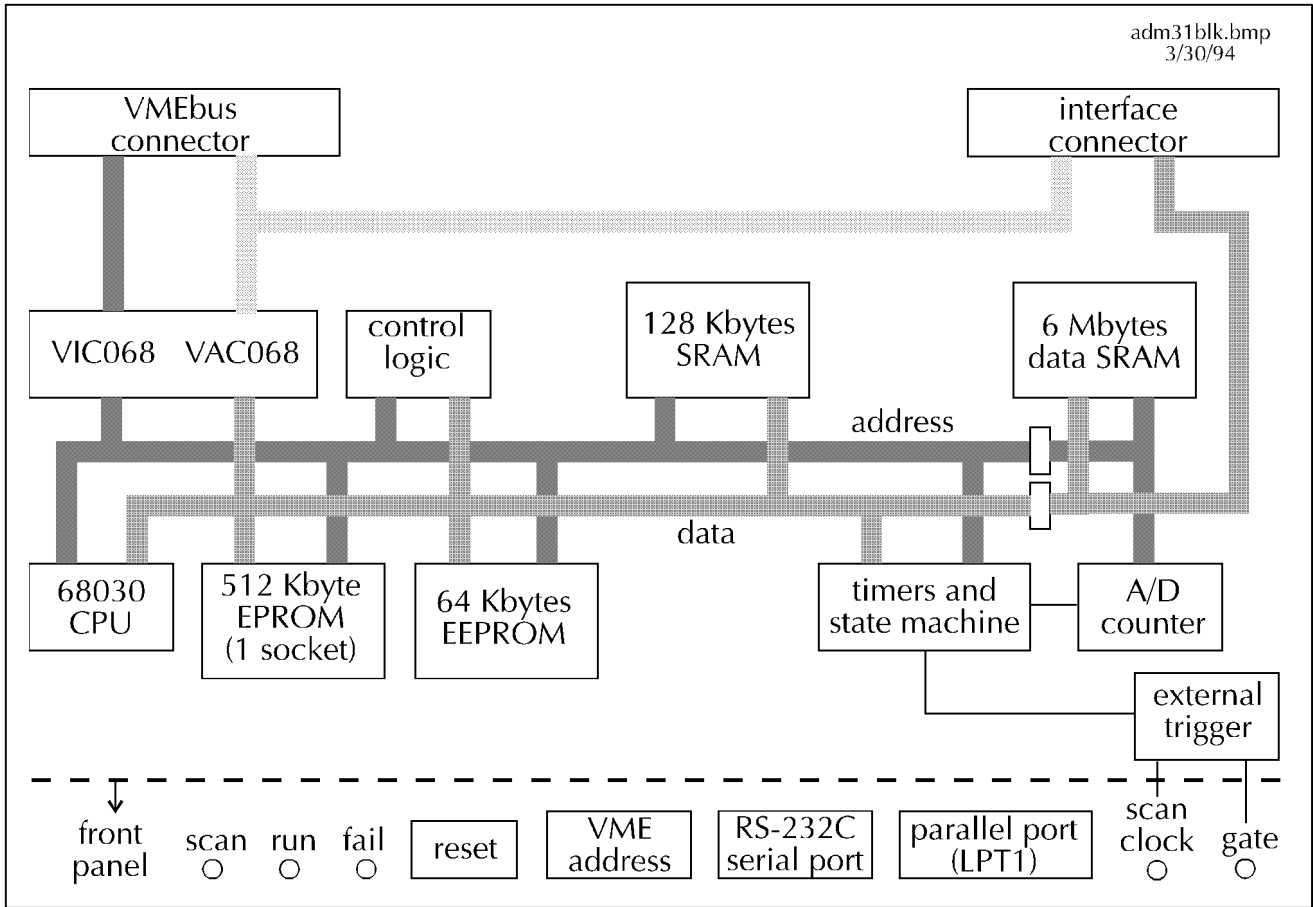 adm31blk.bmp
3/30/94
VMEbus
connector
interface
connector
VIC068 VAC068
control
logic
128 Kbytes
SRAM
6 Mbytes
data SRAM
address
data
68030
CPU
512 Kbyte
EPROM
(1 socket)
64 Kbytes
EEPROM
timers and
state machine
A/D
counter
external
trigger
front
panel
scan
run
fail
reset
VME
address
RS-232C
serial port
parallel port
(LPT1)
scan
clock
gate